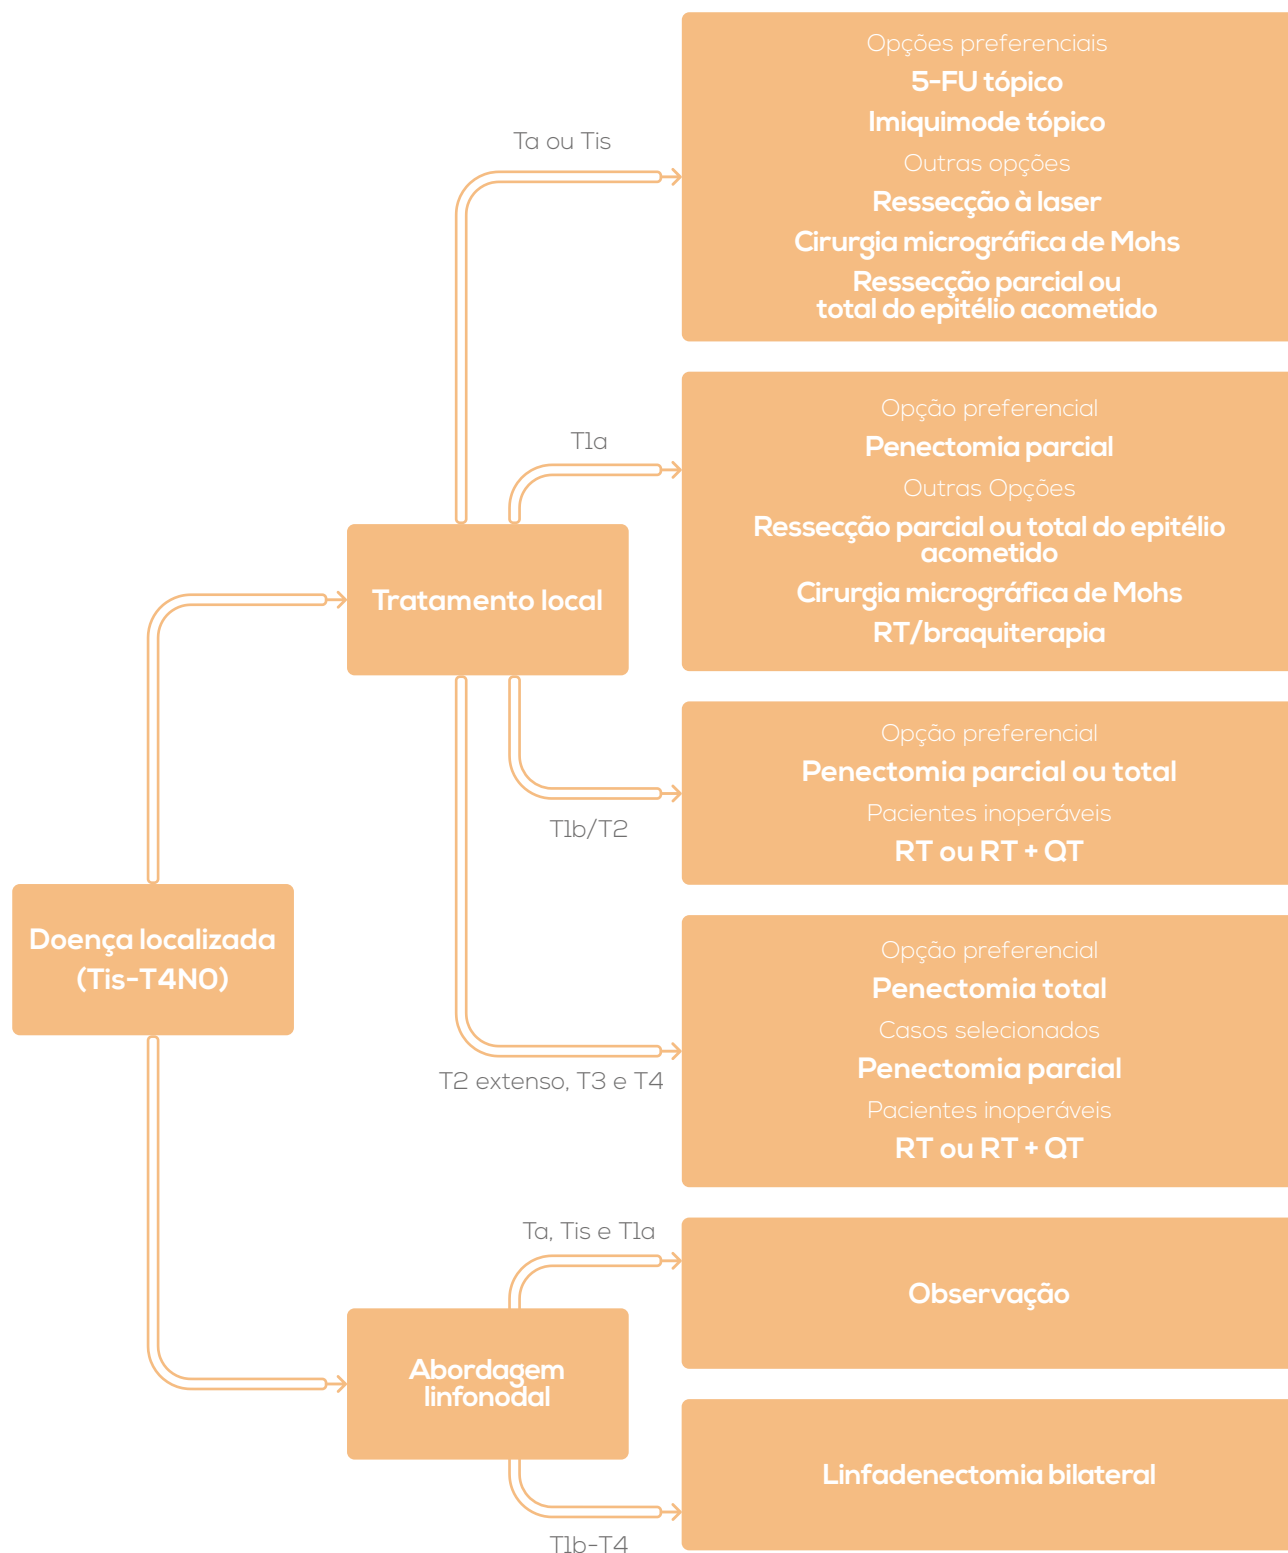 Opções preferenciais
5-FU tópico
Imiquimode tópico
Outras opções
Ressecção à laser
Cirurgia micrográfica de Mohs
Ressecção parcial ou
total do epitélio acometido
Ta ou Tis
T1a
Opção preferencial
Penectomia parcial
Outras Opções
Ressecção parcial ou total do epitélio
acometido
Cirurgia micrográfica de Mohs
RT/braquiterapia
Tratamento local
Opção preferencial
Penectomia parcial ou total
Pacientes inoperáveis
RT ou RT + QT
T1b/T2
Doença localizada
(Tis-T4N0)
Opção preferencial
Penectomia total
Casos selecionados
Penectomia parcial
Pacientes inoperáveis
RT ou RT + QT
T2 extenso, T3 e T4
Ta, Tis e T1a
Observação
Abordagem
linfonodal
Linfadenectomia bilateral
T1b-T4